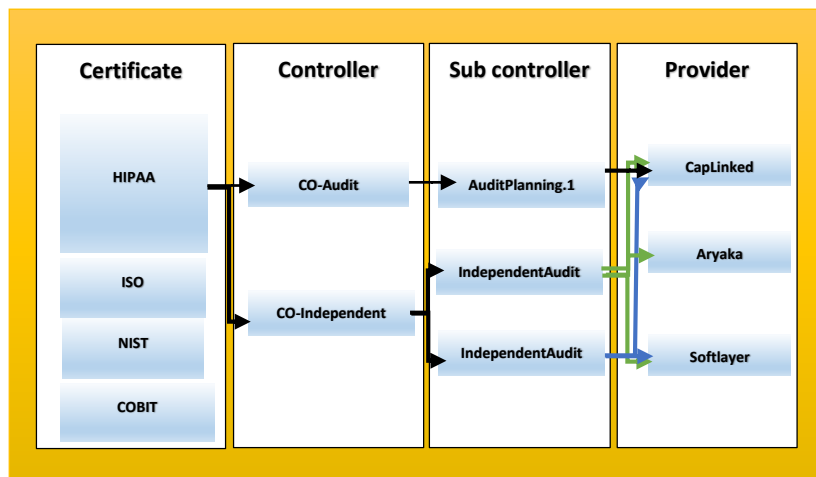 Certificate
Controller
Sub controller
Provider
HIPAA
ISO
NIST
COBIT
CO-Audit
CO-Independent
AuditPlanning.1
IndependentAudit
IndependentAudit
CapLinked
Aryaka
Softlayer